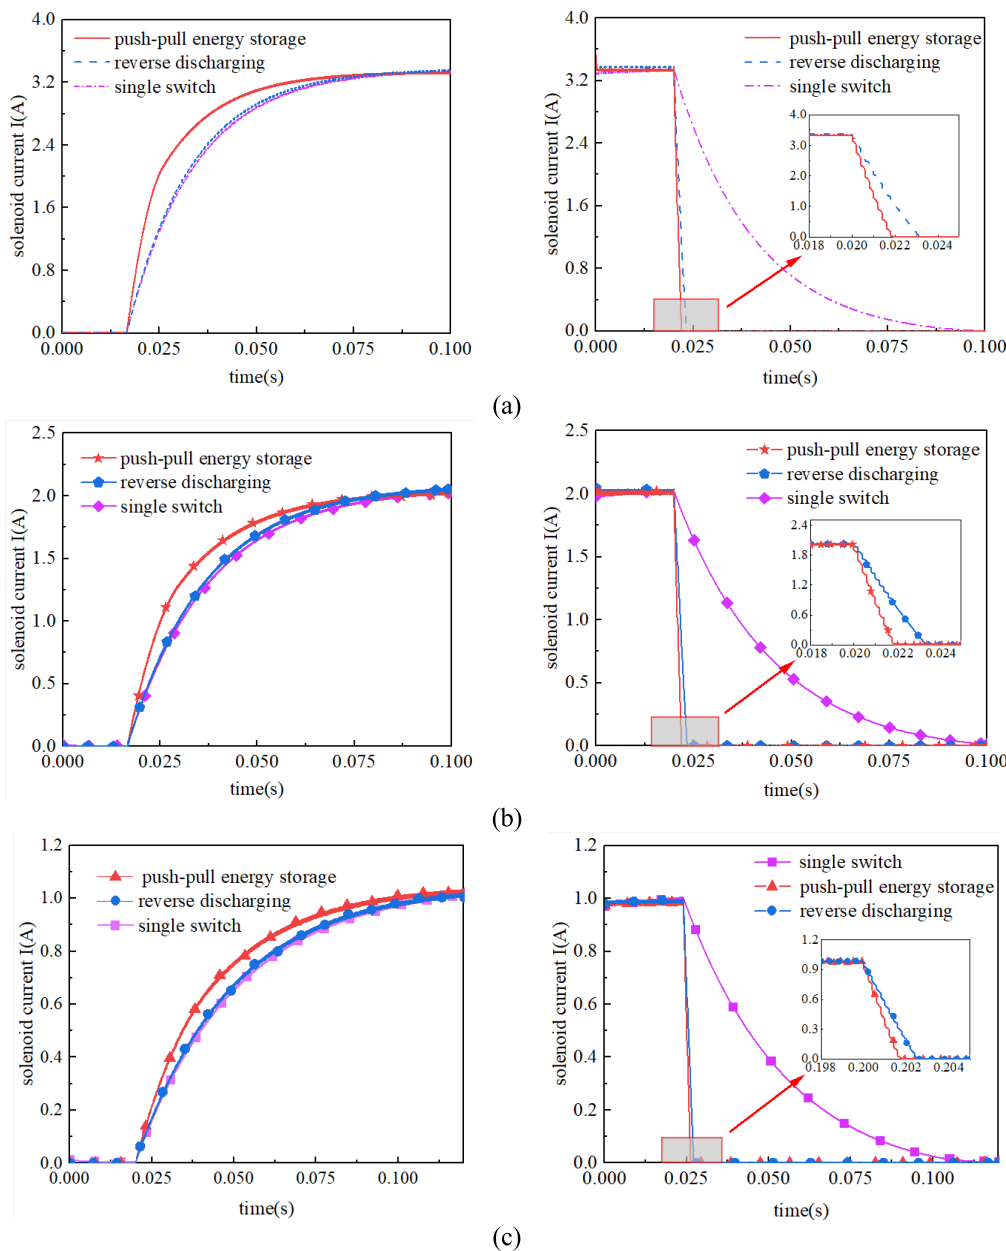 4.0
3.2
2.4
1.6
0.8
0.0
solenoid current I(A)
push-pull energy storage
reverse discharging
single switch
0.000 0.025 0.050 0.075 0.100
time(s)
4.0
3.2
2.4
1.6
0.8
0.0
solenoid current I(A)
push-pull energy storage
reverse discharging
single switch
4.0
3.0
2.0
1.0
0.0
0.018 0.020 0.022 0.024
0.000 0.025 0.050 0.075 0.100
time(s)
(a)
2.5
2.0
1.5
1.0
0.5
0.0
solenoid current I(A)
push-pull energy storage
reverse discharging
single switch
0.000 0.025 0.050 0.075 0.100
time(s)
2.5
2.0
1.5
1.0
0.5
0.0
solenoid current I(A)
push-pull energy storage
reverse discharging
single switch
2.4
1.8
1.2
0.6
0.0
0.018 0.020 0.022 0.024
0.000 0.025 0.050 0.075 0.100
time(s)
(b)
1.2
1.0
0.8
0.6
0.4
0.2
0.0
solenoid current I(A)
push-pull energy storage
reverse discharging
single switch
0.000 0.025 0.050 0.075 0.100
time(s)
1.2
1.0
0.8
0.6
0.4
0.2
0.0
solenoid current I(A)
single switch
push-pull energy storage
reverse discharging
1.2
0.9
0.6
0.3
0.0
0.198 0.200 0.202 0.204
0.000 0.025 0.050 0.075 0.100
time(s)
(c)